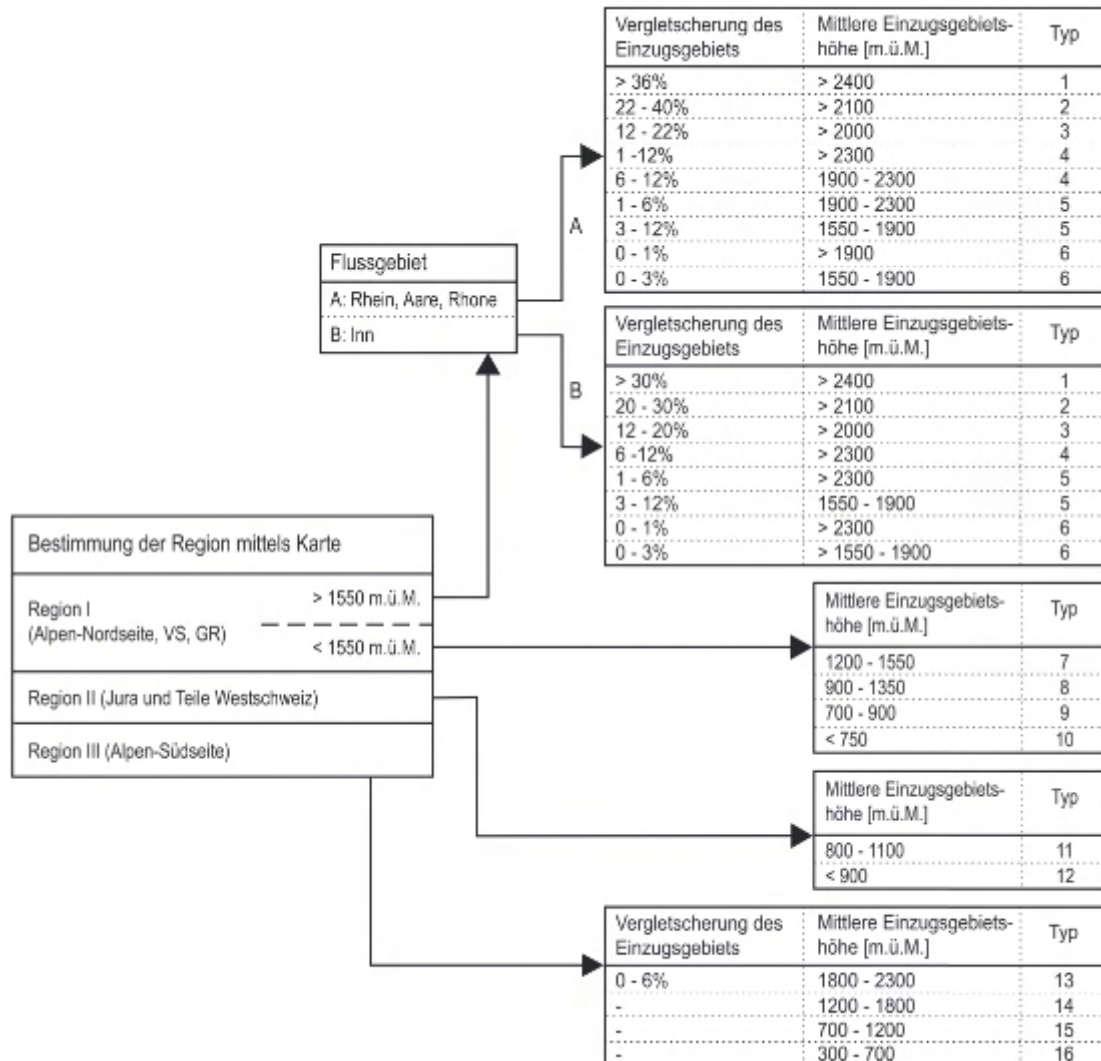 Vergletscherung des Mittlere Einzugsgebiets- Typ
Einzugsgebiets höhe [m.ü.M.]
> 36% > 2400 1
22 - 40% > 2100 2
12 - 22% > 2000 3
1 -12% > 2300 4
6 - 12% 1900 - 2300 4
1 - 6% 1900 - 2300 5
3 - 12% 1550 - 1900 5
0 - 1% > 1900 6
0 - 3% 1550 - 1900 6
A
Flussgebiet
A: Rhein, Aare, Rhone
B: Inn
B
Vergletscherung des Mittlere Einzugsgebiets- Typ
Einzugsgebiets höhe [m.ü.M.]
> 30% > 2400 1
20 - 30% > 2100 2
12 - 20% > 2000 3
6 -12% > 2300 4
1 - 6% > 2300 5
3 - 12% 1550 - 1900 5
0 - 1% > 2300 6
0 - 3% > 1550 - 1900 6
Bestimmung der Region mittels Karte
Region I > 1550 m.ü.M.
(Alpen-Nordseite, VS, GR)
< 1550 m.ü.M.
Region II (Jura und Teile Westschweiz)
Region III (Alpen-Südseite)
Mittlere Einzugsgebiets- Typ
höhe [m.ü.M.]
1200 - 1550 7
900 - 1350 8
700 - 900 9
< 750 10
Mittlere Einzugsgebiets- Typ
höhe [m.ü.M.]
800 - 1100 11
< 900 12
Vergletscherung des Mittlere Einzugsgebiets- Typ
Einzugsgebiets höhe [m.ü.M.]
0 - 6% 1800 - 2300 13
- 1200 - 1800 14
- 700 - 1200 15
- 300 - 700 16